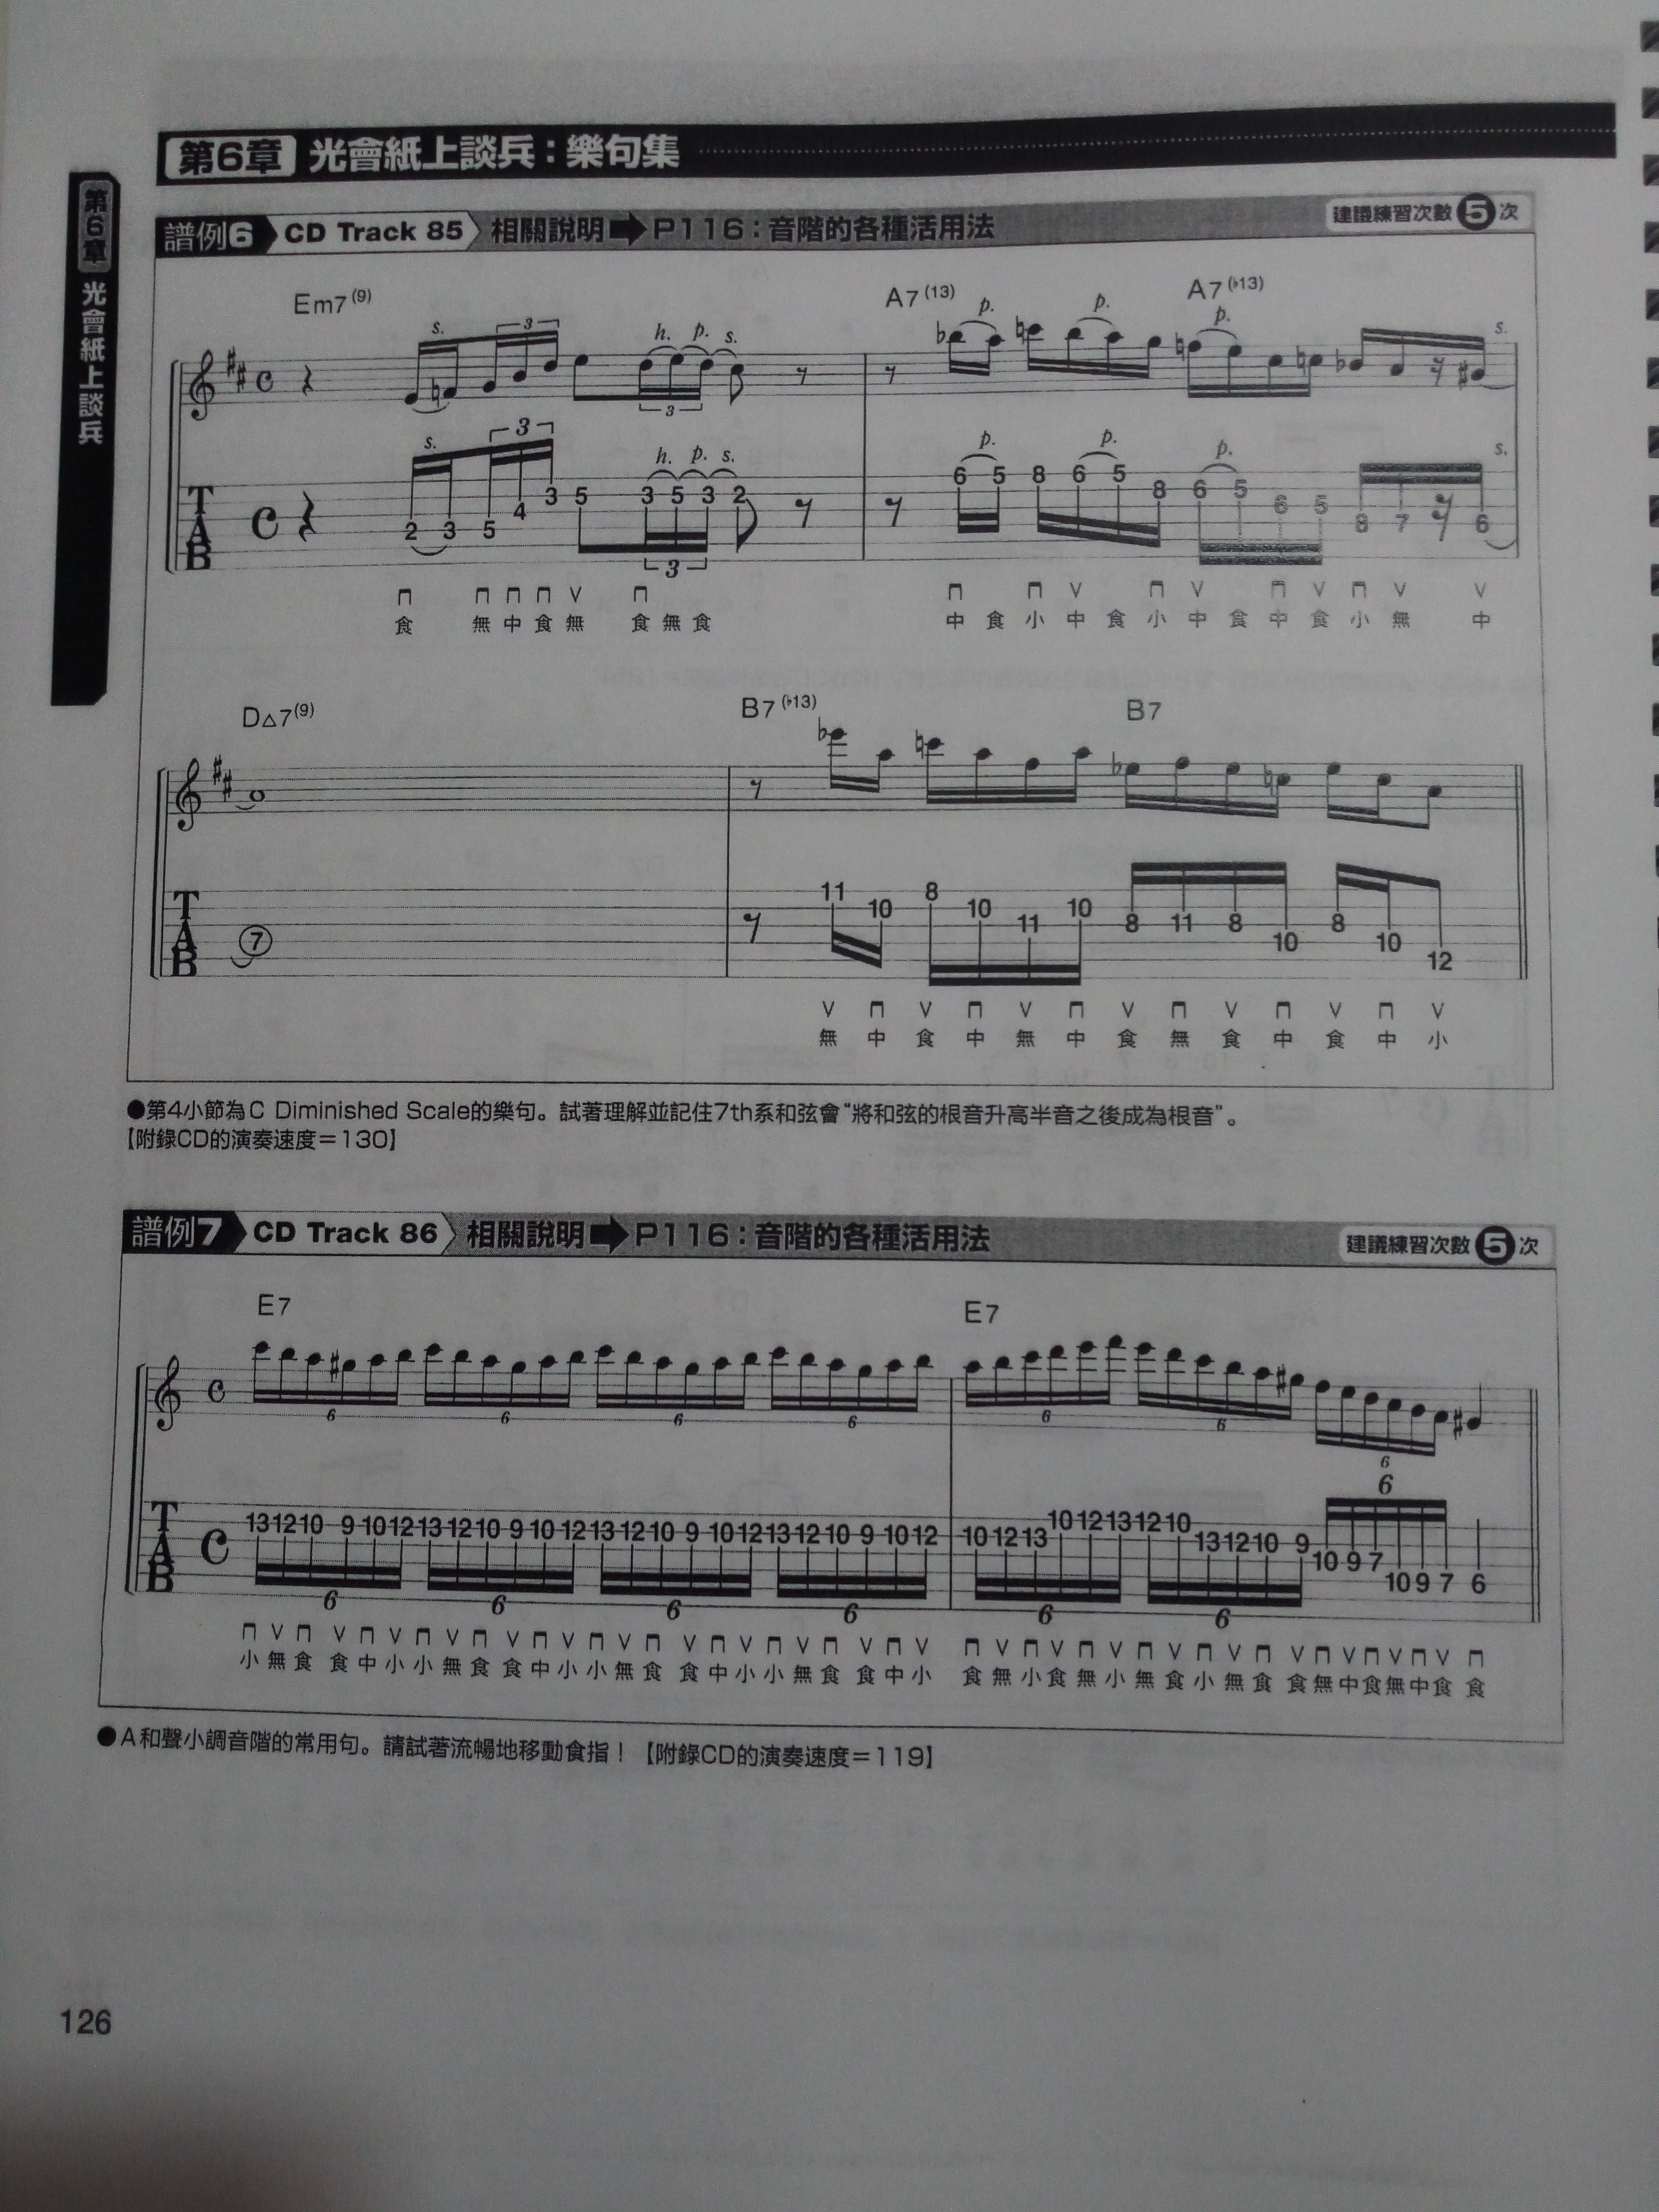 第6章 光會紙上談兵：樂句集
第6章 光會紙上談兵
譜例6 CD Track 85 相關說明➡P116：音階的各種活用法 建議練習次數 5 次
Em7(9) A7(13) A7(♭13)
s. 3 h. p. s. p. p. p. s.
3
s. 3 h. p. s. p. p. p. s.
TAB 2 3 5 4 3 5 3 5 3 2 6 5 8 6 5 8 6 5 6 5 8 7 6
3
食 無 中 食 無 食 無 食 中 食 小 中 食 小 中 食 中 食 小 無 中
D△7(9) B7(♭13) B7
TAB 7 11 10 8 10 11 10 8 11 8 10 8 10 12
無 中 食 中 無 中 食 無 食 中 食 中 小
●第4小節為C Diminished Scale的樂句。試著理解並記住7th系和弦會“將和弦的根音升高半音之後成為根音”。
【附錄CD的演奏速度＝130】
譜例7 CD Track 86 相關說明➡P116：音階的各種活用法 建議練習次數 5 次
E7 E7
6 6 6 6 6 6 6
TAB 13 12 10 9 10 12 13 12 10 9 10 12 13 12 10 9 10 12 13 12 10 9 10 12 10 12 13 10 12 13 12 10 13 12 10 9 10 9 7 10 9 7 6
6 6 6 6 6 6 6
小 無 食 食 中 小 小 無 食 食 中 小 小 無 食 食 中 小 小 無 食 食 中 小 食 無 小 食 無 小 無 食 小 無 食 食 無 中 食 無 中 食 食
●A和聲小調音階的常用句。請試著流暢地移動食指！【附錄CD的演奏速度＝119】
126